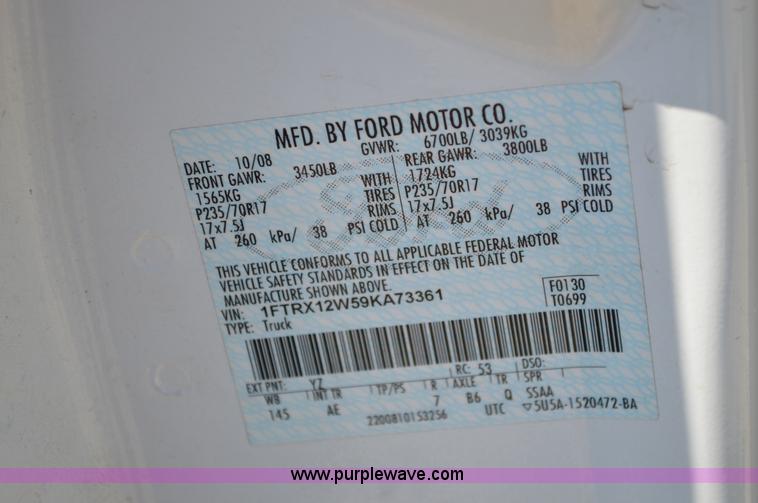 MFD. BY FORD MOTOR CO.
DATE: 10/08 GVWR: 6700LB/ 3039KG
FRONT GAWR: 3450LB REAR GAWR: 3800LB
1565KG WITH 1724KG WITH
P235/70R17 TIRES P235/70R17 TIRES
17x7.5J RIMS 17x7.5J RIMS
AT 260 kPa/ 38 PSI COLD AT 260 kPa/ 38 PSI COLD
THIS VEHICLE CONFORMS TO ALL APPLICABLE FEDERAL MOTOR
VEHICLE SAFETY STANDARDS IN EFFECT ON THE DATE OF
MANUFACTURE SHOWN ABOVE.
VIN: 1FTRX12W59KA73361 F0130
TYPE: Truck T0699
EXT PNT: YZ RC: 53 DSO:
WB INT TR TP/PS R AXLE TR SPR
145 AE 7 B6 Q SSAA
2200810153256 UTC ▽5U5A-1520472-BA
www.purplewave.com